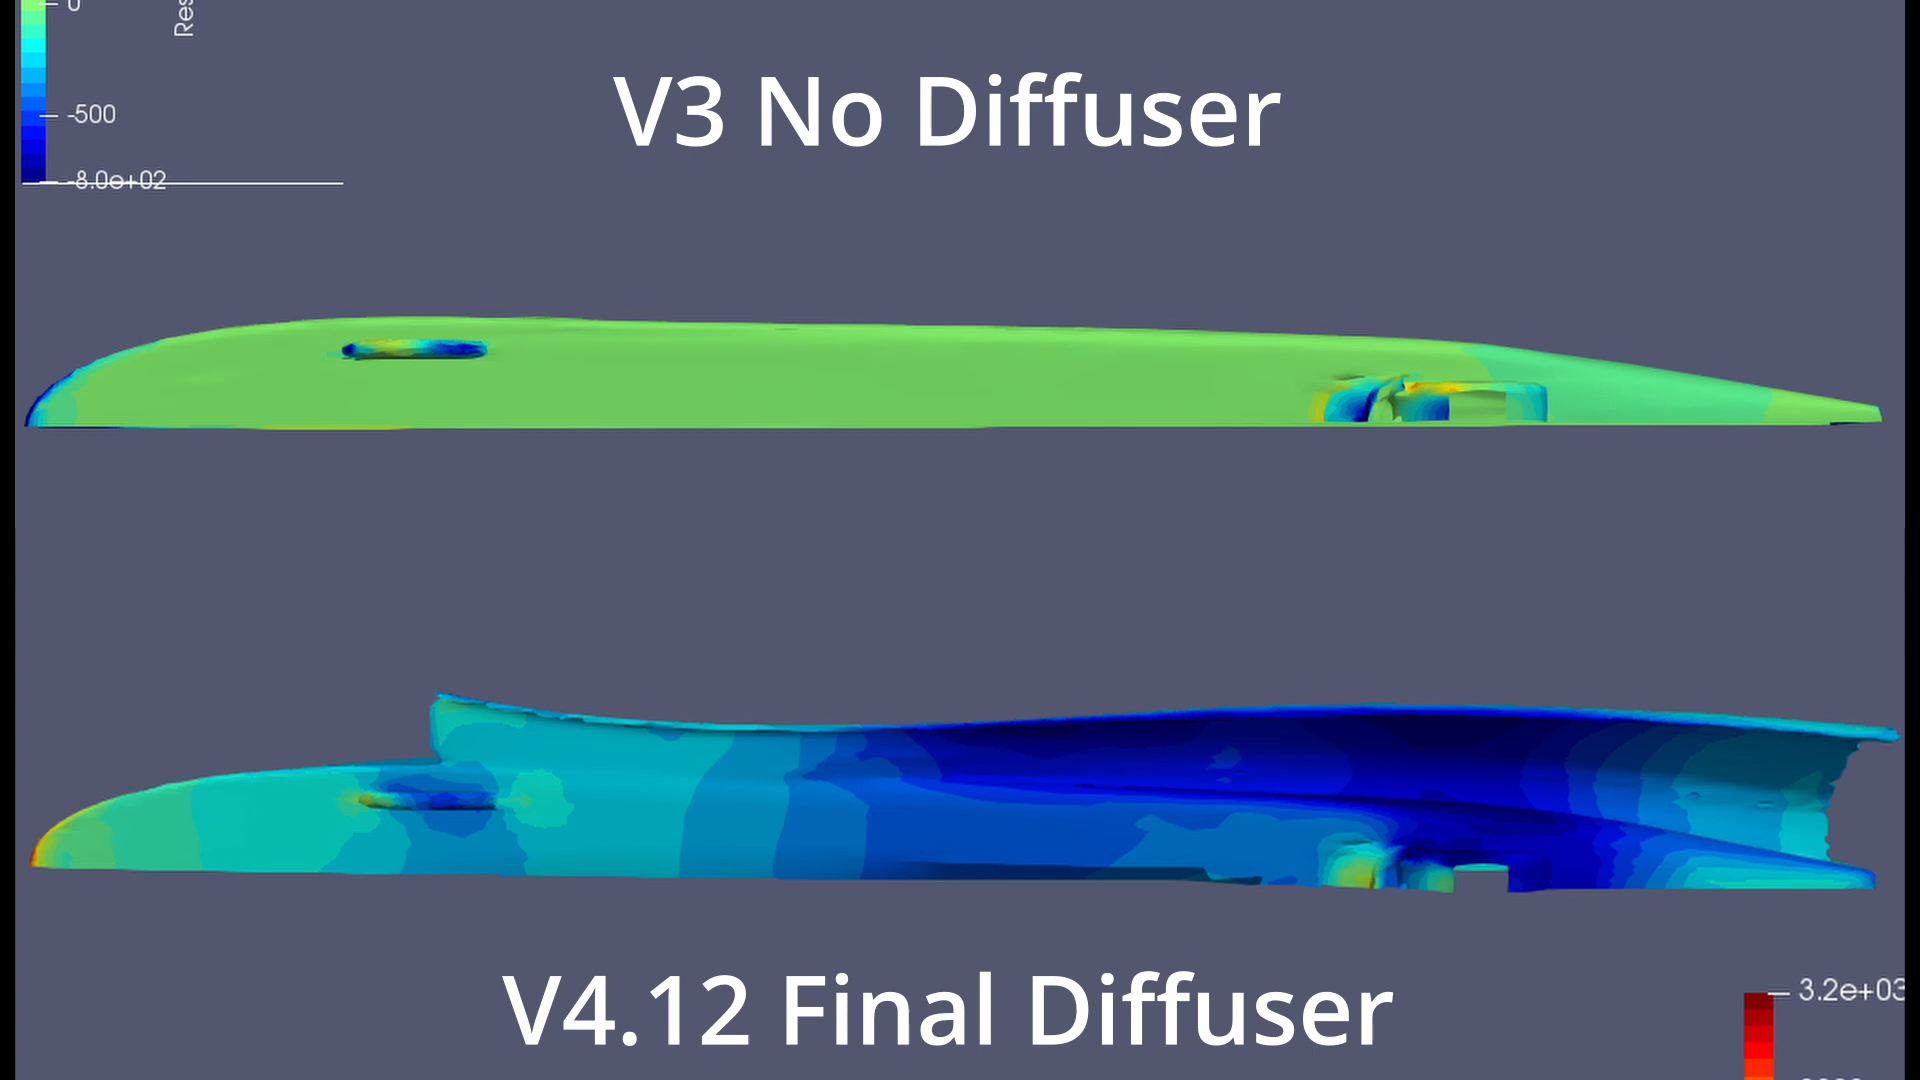 0
Res
V3 No Diffuser
-500
-8.0e+02
V4.12 Final Diffuser
3.2e+03